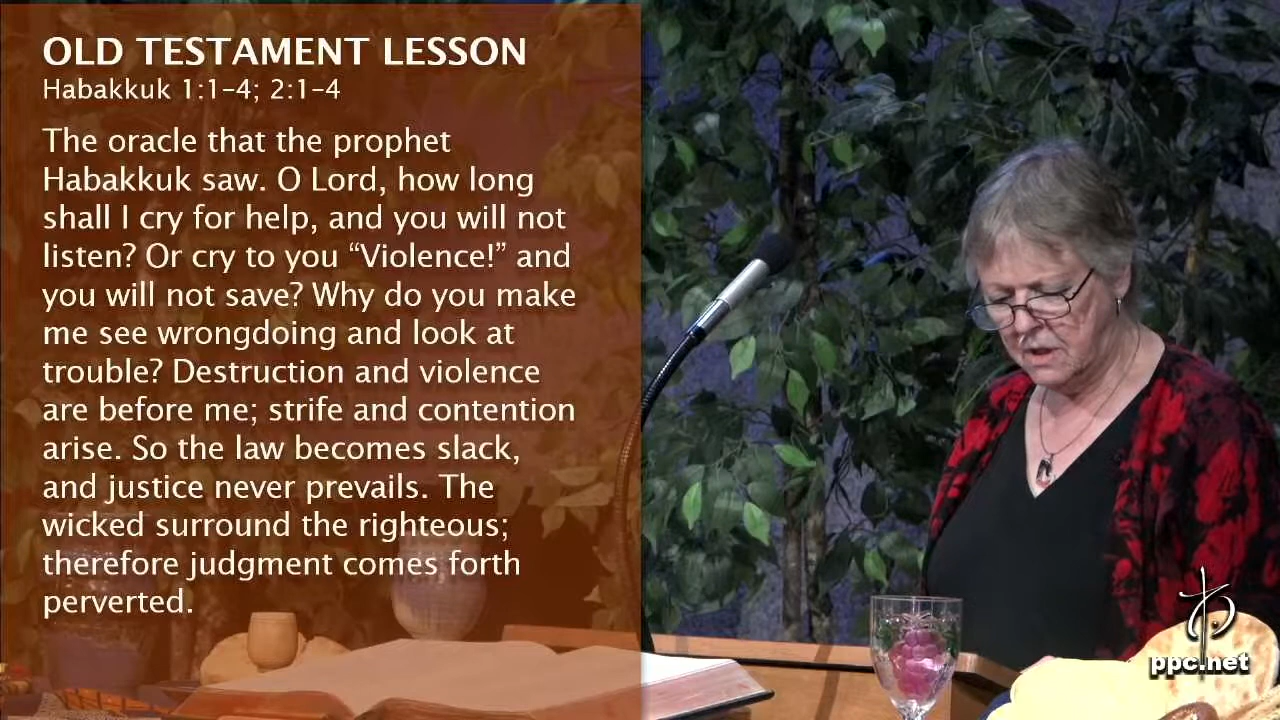 OLD TESTAMENT LESSON
Habakkuk 1:1–4; 2:1–4
The oracle that the prophet
Habakkuk saw. O Lord, how long
shall I cry for help, and you will not
listen? Or cry to you “Violence!” and
you will not save? Why do you make
me see wrongdoing and look at
trouble? Destruction and violence
are before me; strife and contention
arise. So the law becomes slack,
and justice never prevails. The
wicked surround the righteous;
therefore judgment comes forth
perverted.
ppc.net